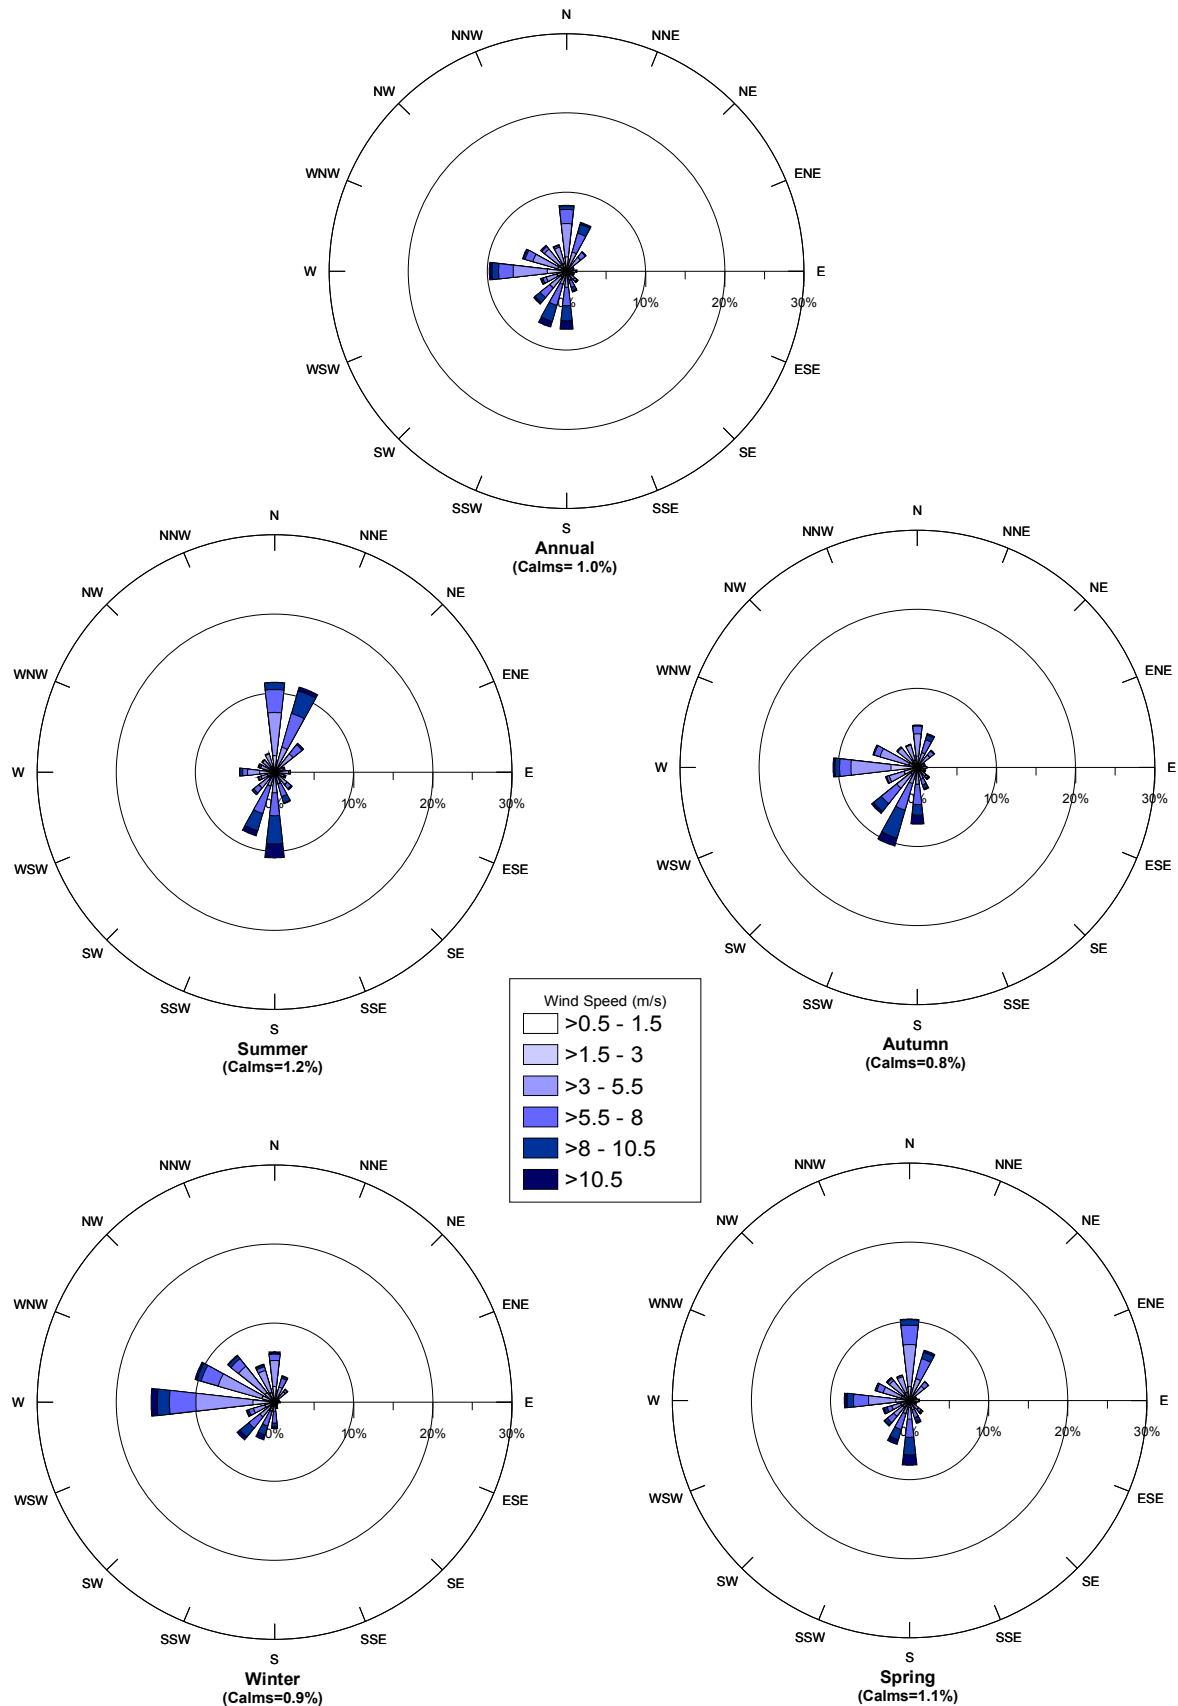 N
NNW NNE
NW NE
WNW ENE
W E
0% 10% 20% 30%
WSW ESE
SW SE
SSW SSE
S
Annual
(Calms= 1.0%)
N
NNW NNE
NW NE
WNW ENE
W E
0% 10% 20% 30%
WSW ESE
SW SE
SSW SSE
S
Summer
(Calms=1.2%)
N
NNW NNE
NW NE
WNW ENE
W E
0% 10% 20% 30%
WSW ESE
SW SE
SSW SSE
S
Autumn
(Calms=0.8%)
Wind Speed (m/s)
>0.5 - 1.5
>1.5 - 3
>3 - 5.5
>5.5 - 8
>8 - 10.5
>10.5
N
NNW NNE
NW NE
WNW ENE
W E
0% 10% 20% 30%
WSW ESE
SW SE
SSW SSE
S
Winter
(Calms=0.9%)
N
NNW NNE
NW NE
WNW ENE
W E
0% 10% 20% 30%
WSW ESE
SW SE
SSW SSE
S
Spring
(Calms=1.1%)